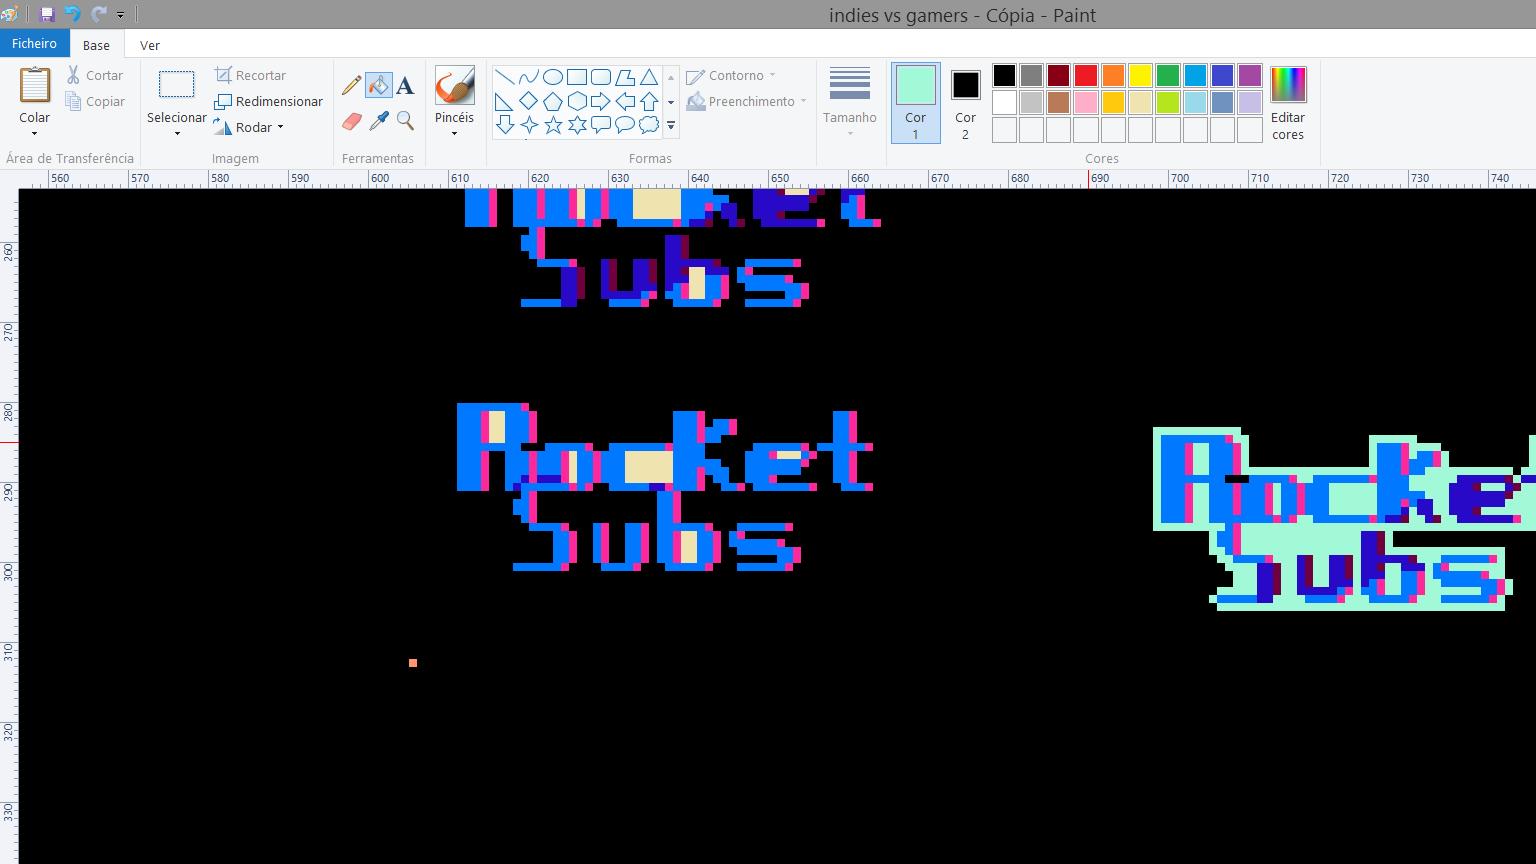 indies vs gamers - Cópia - Paint
Ficheiro Base Ver
Colar
Cortar
Copiar
Área de Transferência
Selecionar
Recortar
Redimensionar
Rodar
Imagem
A
Ferramentas
Pincéis
Contorno
Preenchimento
Formas
Tamanho
Cor
1
Cor
2
Editar
cores
Cores
560 570 580 590 600 610 620 630 640 650 660 670 680 690 700 710 720 730 740
260
270
280
290
300
310
320
330
Subs
Rocket
Subs
Rocke
Subs